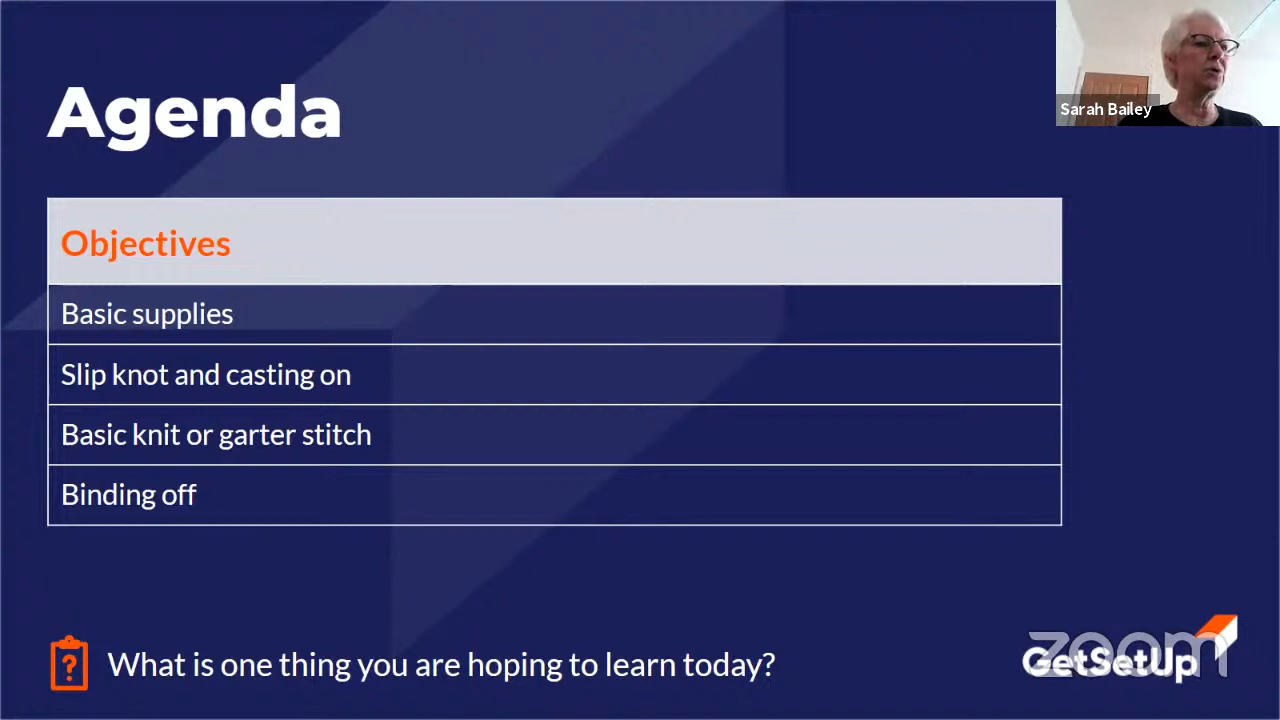 Agenda
Sarah Bailey
Objectives
Basic supplies
Slip knot and casting on
Basic knit or garter stitch
Binding off
What is one thing you are hoping to learn today?
zoom
GetSetUp